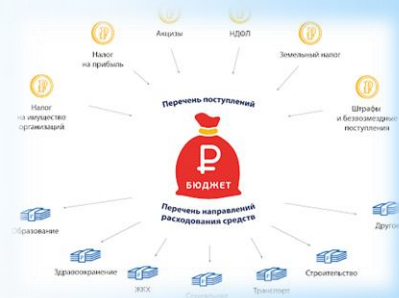 Акцизы
НДФЛ
Налог
на прибыль
Земельный налог
Налог
на имущество
организаций
Перечень поступлений
Штрафы
и безвозмездные
поступления
₽
БЮДЖЕТ
Перечень направлений
расходования средств
Образование
Другое
Здравоохранение
Строительство
ЖКХ
Транспорт